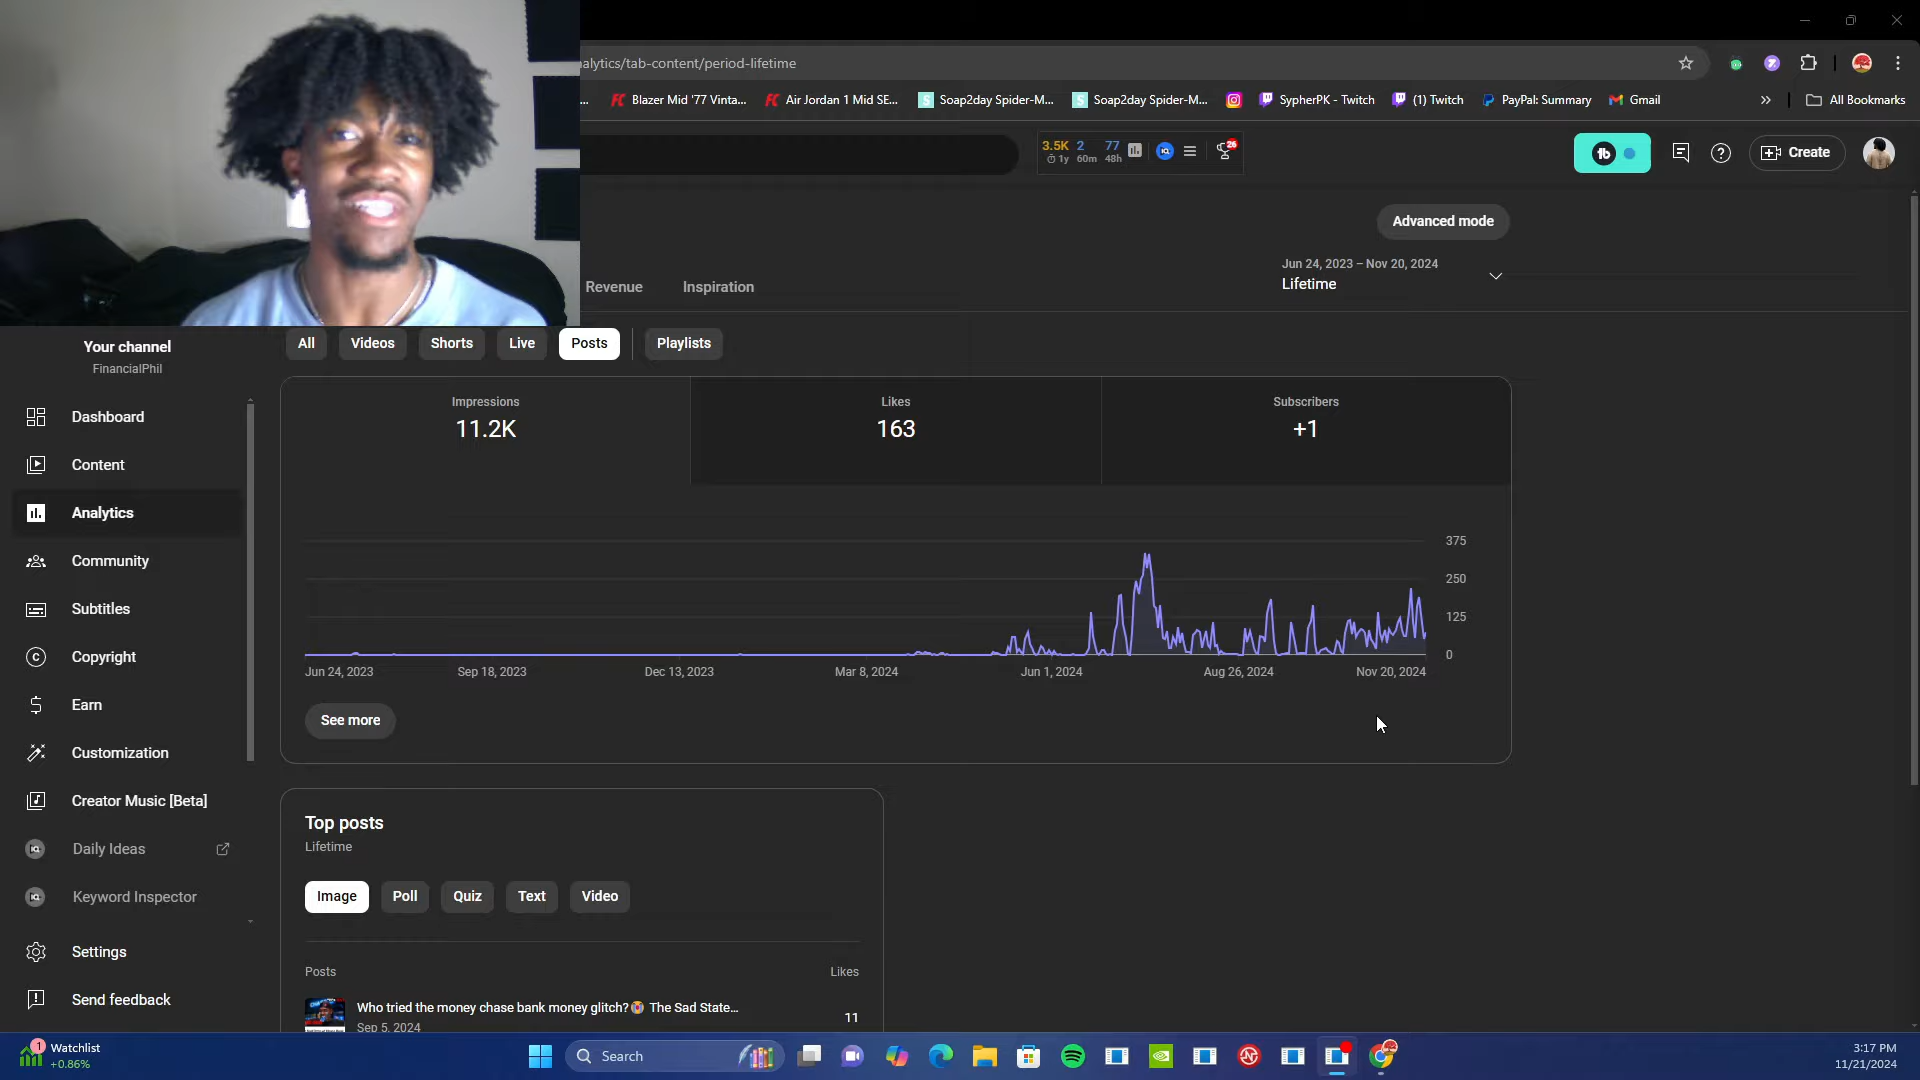 alytics/tab-content/period-lifetime
Blazer Mid '77 Vinta...
Air Jordan 1 Mid SE...
Soap2day Spider-M...
Soap2day Spider-M...
SypherPK - Twitch
(1) Twitch
PayPal: Summary
Gmail
All Bookmarks
3.5K 2 77
1y 60m 48h
26
Create
Advanced mode
Jun 24, 2023 – Nov 20, 2024
Lifetime
Revenue
Inspiration
All
Videos
Shorts
Live
Posts
Playlists
Your channel
FinancialPhil
Dashboard
Content
Analytics
Community
Subtitles
Copyright
Earn
Customization
Creator Music [Beta]
Daily Ideas
Keyword Inspector
Settings
Send feedback
Impressions
11.2K
Likes
163
Subscribers
+1
375
250
125
0
Jun 24, 2023
Sep 18, 2023
Dec 13, 2023
Mar 8, 2024
Jun 1, 2024
Aug 26, 2024
Nov 20, 2024
See more
Top posts
Lifetime
Image
Poll
Quiz
Text
Video
Posts
Likes
Who tried the money chase bank money glitch?😭 The Sad State...
11
Sep 5, 2024
1
Watchlist
+0.86%
Search
3:17 PM
11/21/2024